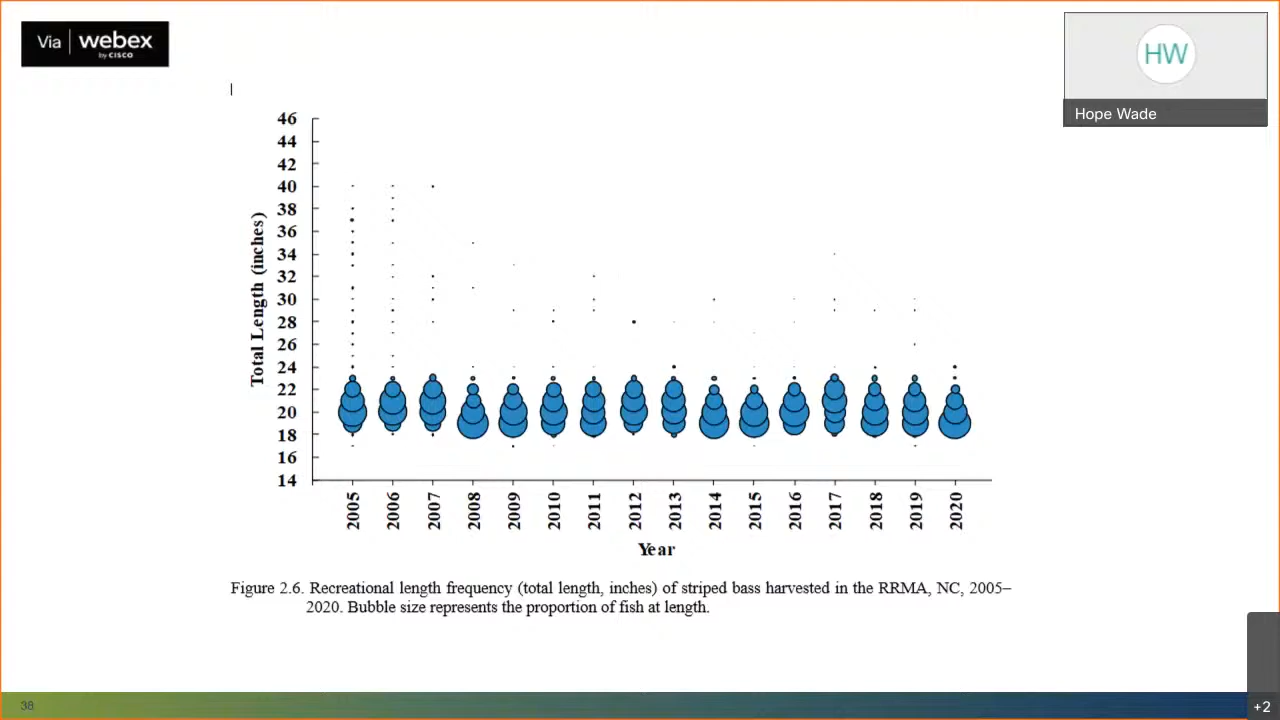 Via webex
by CISCO
HW
Hope Wade
46
44
42
40
38
36
34
32
30
28
26
24
22
20
18
16
14
Total Length (inches)
2005 2006 2007 2008 2009 2010 2011 2012 2013 2014 2015 2016 2017 2018 2019 2020
Year
Figure 2.6. Recreational length frequency (total length, inches) of striped bass harvested in the RRMA, NC, 2005–
2020. Bubble size represents the proportion of fish at length.
38
+2